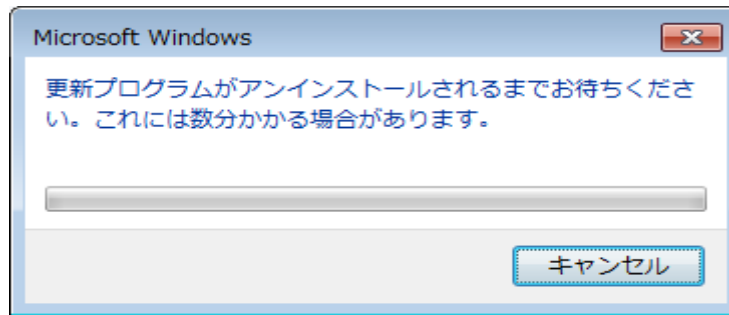 Microsoft Windows
更新プログラムがアンインストールされるまでお待ちくださ
い。これには数分かかる場合があります。
キャンセル